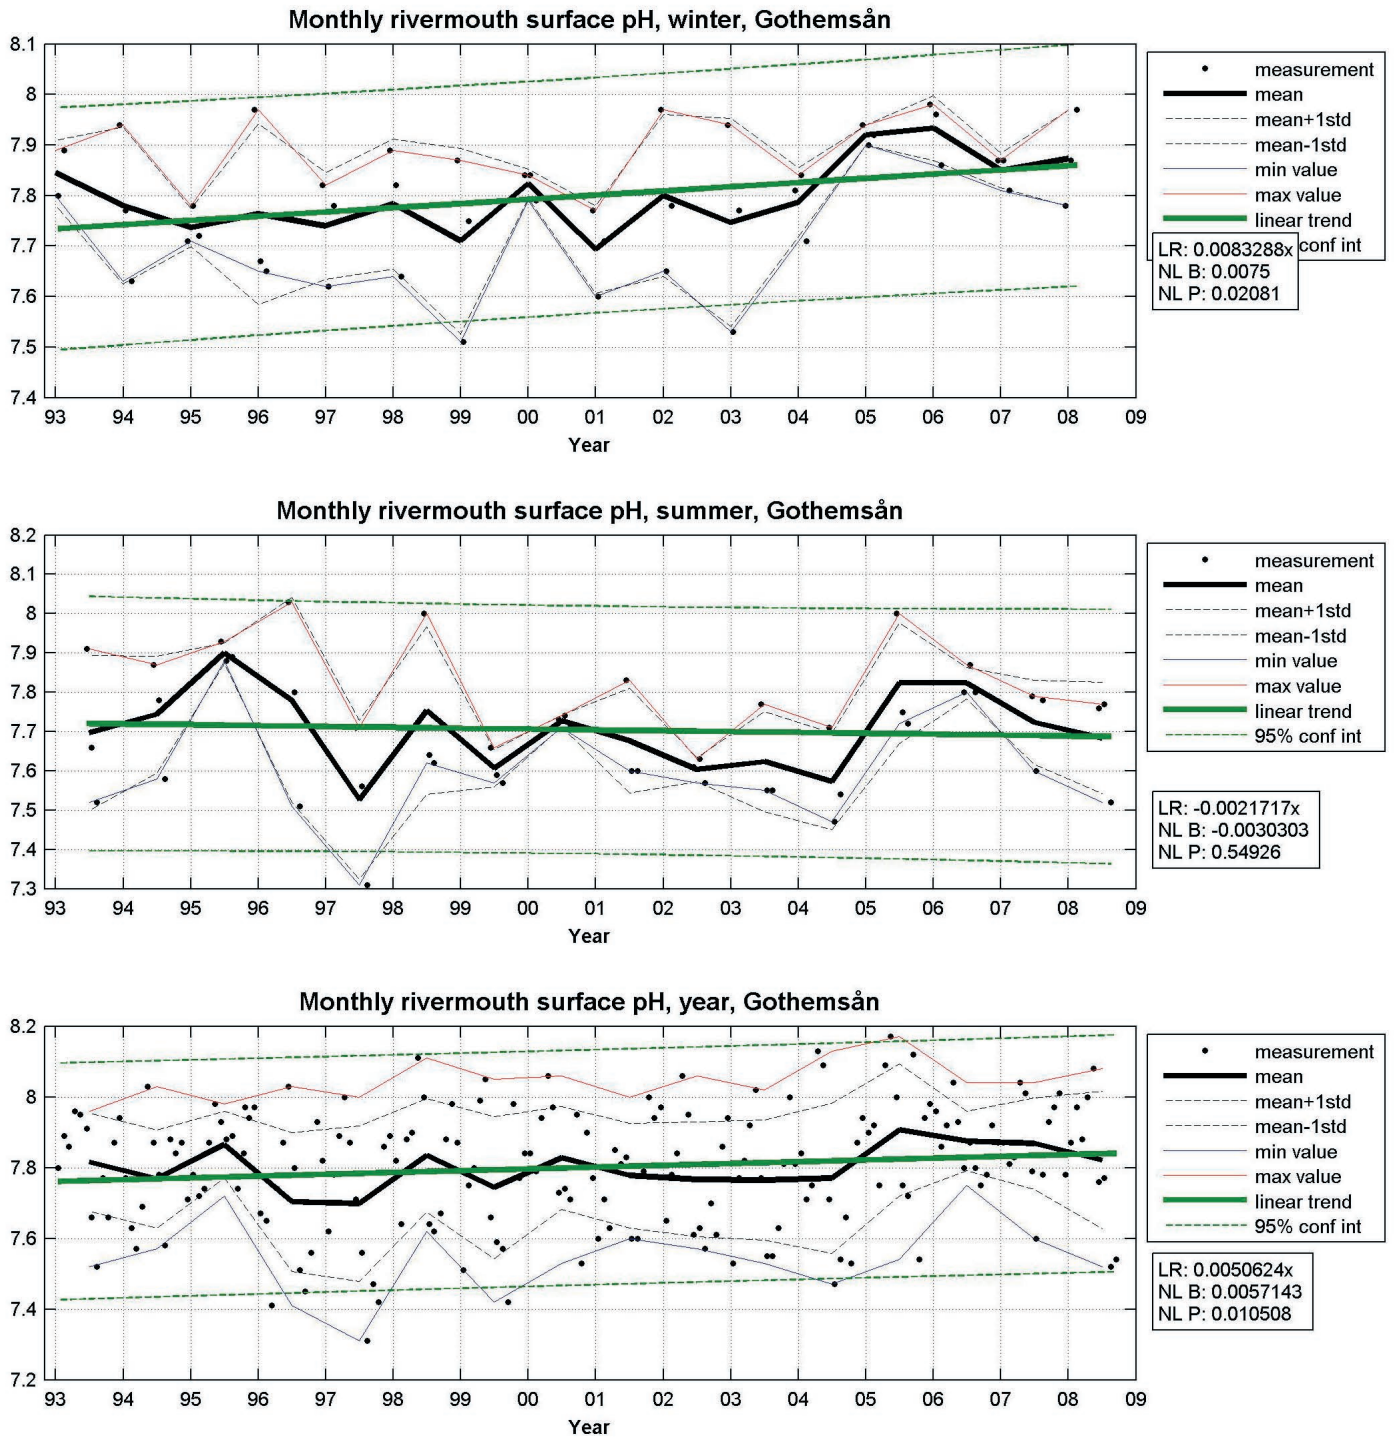 Monthly rivermouth surface pH, winter, Gothemsån
8.1
8
7.9
7.8
7.7
7.6
7.5
7.4
93 94 95 96 97 98 99 00 01 02 03 04 05 06 07 08 09
Year
measurement
mean
mean+1std
mean-1std
min value
max value
linear trend
conf int
LR: 0.0083288x
NL B: 0.0075
NL P: 0.02081
Monthly rivermouth surface pH, summer, Gothemsån
8.2
8.1
8
7.9
7.8
7.7
7.6
7.5
7.4
7.3
93 94 95 96 97 98 99 00 01 02 03 04 05 06 07 08 09
Year
measurement
mean
mean+1std
mean-1std
min value
max value
linear trend
95% conf int
LR: -0.0021717x
NL B: -0.0030303
NL P: 0.54926
Monthly rivermouth surface pH, year, Gothemsån
8.2
8
7.8
7.6
7.4
7.2
93 94 95 96 97 98 99 00 01 02 03 04 05 06 07 08 09
Year
measurement
mean
mean+1std
mean-1std
min value
max value
linear trend
95% conf int
LR: 0.0050624x
NL B: 0.0057143
NL P: 0.010508